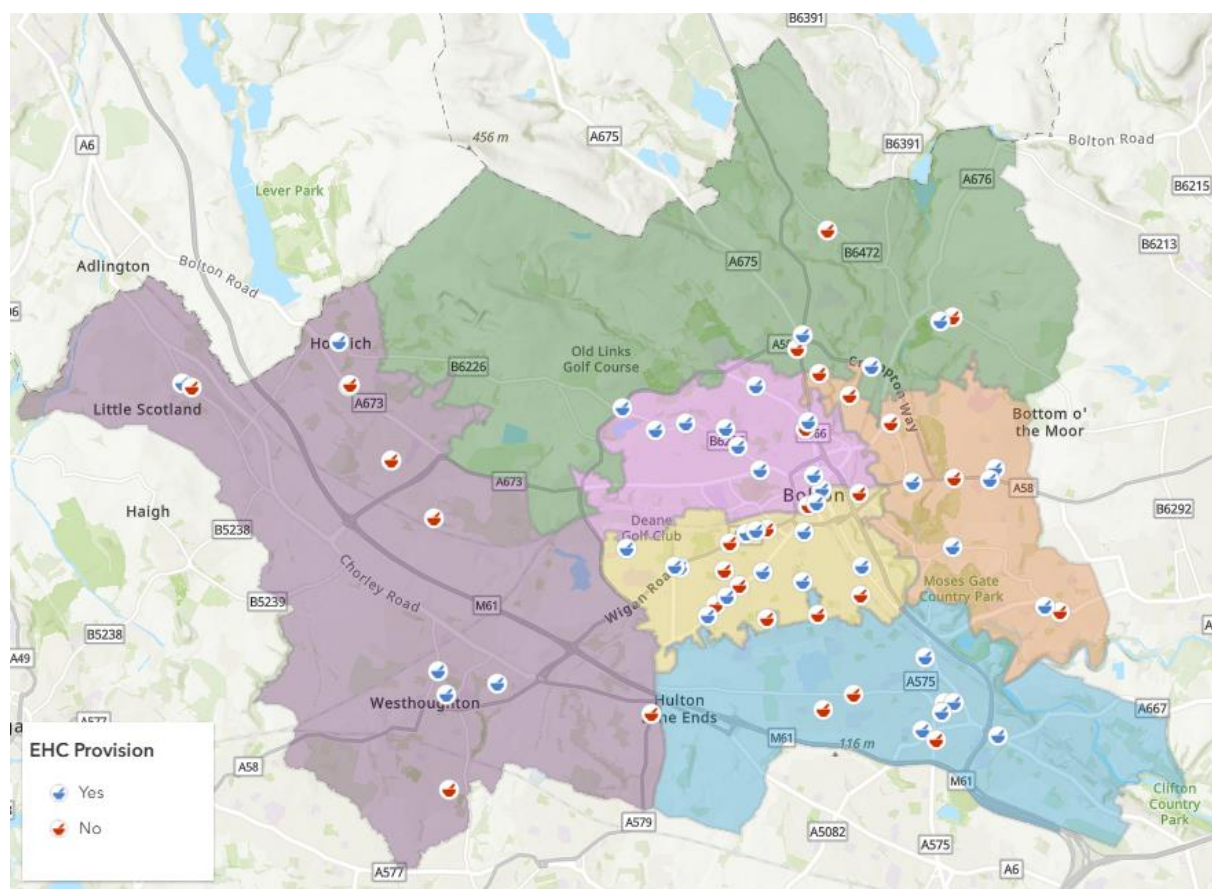 B6391
A6
A675
456 m
B6391
Bolton Road
A676
B6215
Lever Park
B6472
B6213
A675
Adlington
Bolton Road
Old Links
Golf Course
B6226
Little Scotland
A673
Bottom o'
the Moor
A673
A58
B6292
Haigh
B5238
Deane
Golf Club
Chorley Road
Wigan Road
Moses Gate
Country Park
B5239
M61
B5238
A49
A575
Westhoughton
Hulton
A667
A577
M61
116 m
A58
M61
Clifton
Country
Park
A579
A5082
A575
A6
A577
EHC Provision
Yes
No